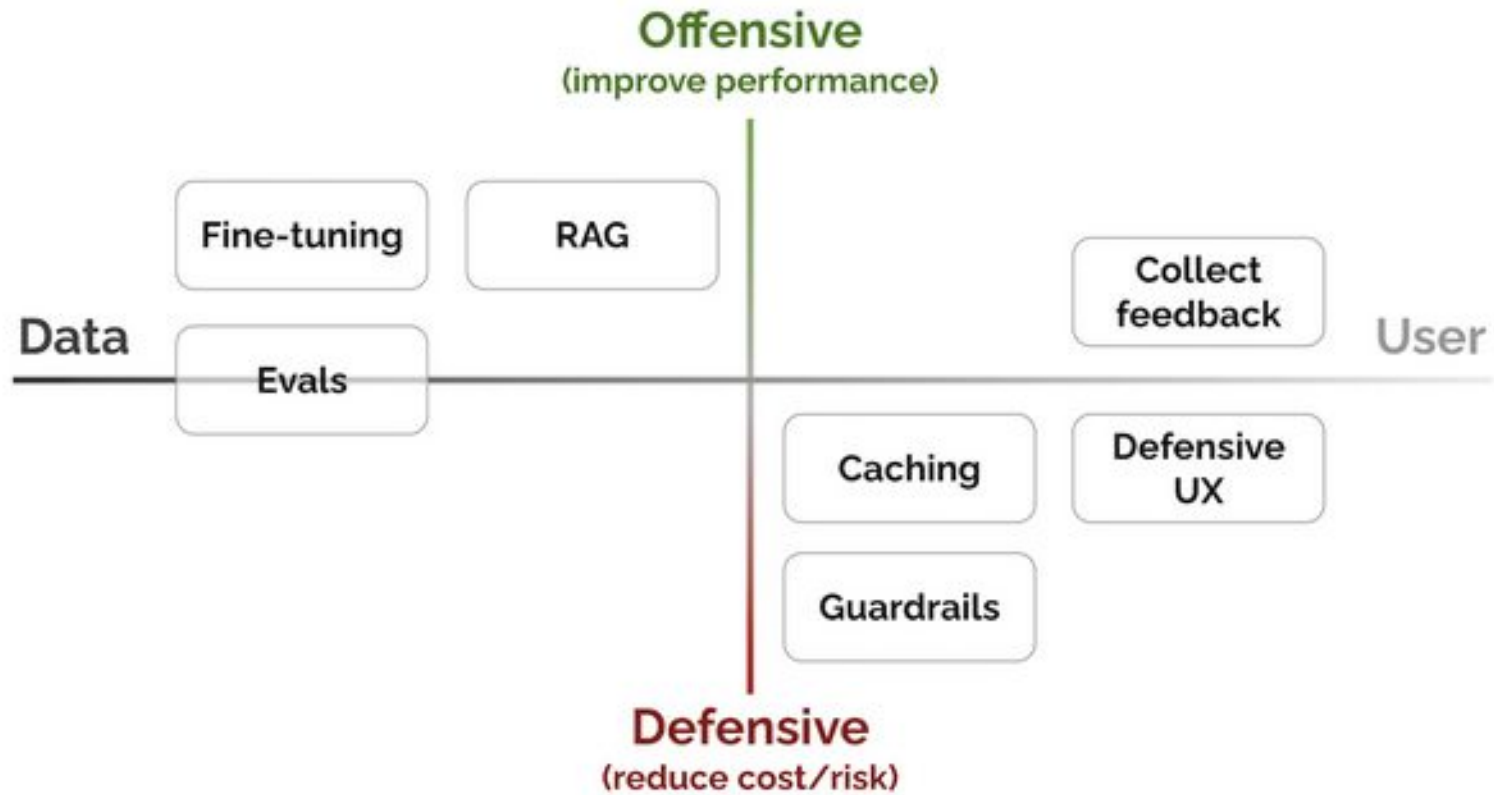 Offensive
(improve performance)
Fine-tuning
RAG
Collect
feedback
Data
User
Evals
Caching
Defensive
UX
Guardrails
Defensive
(reduce cost/risk)